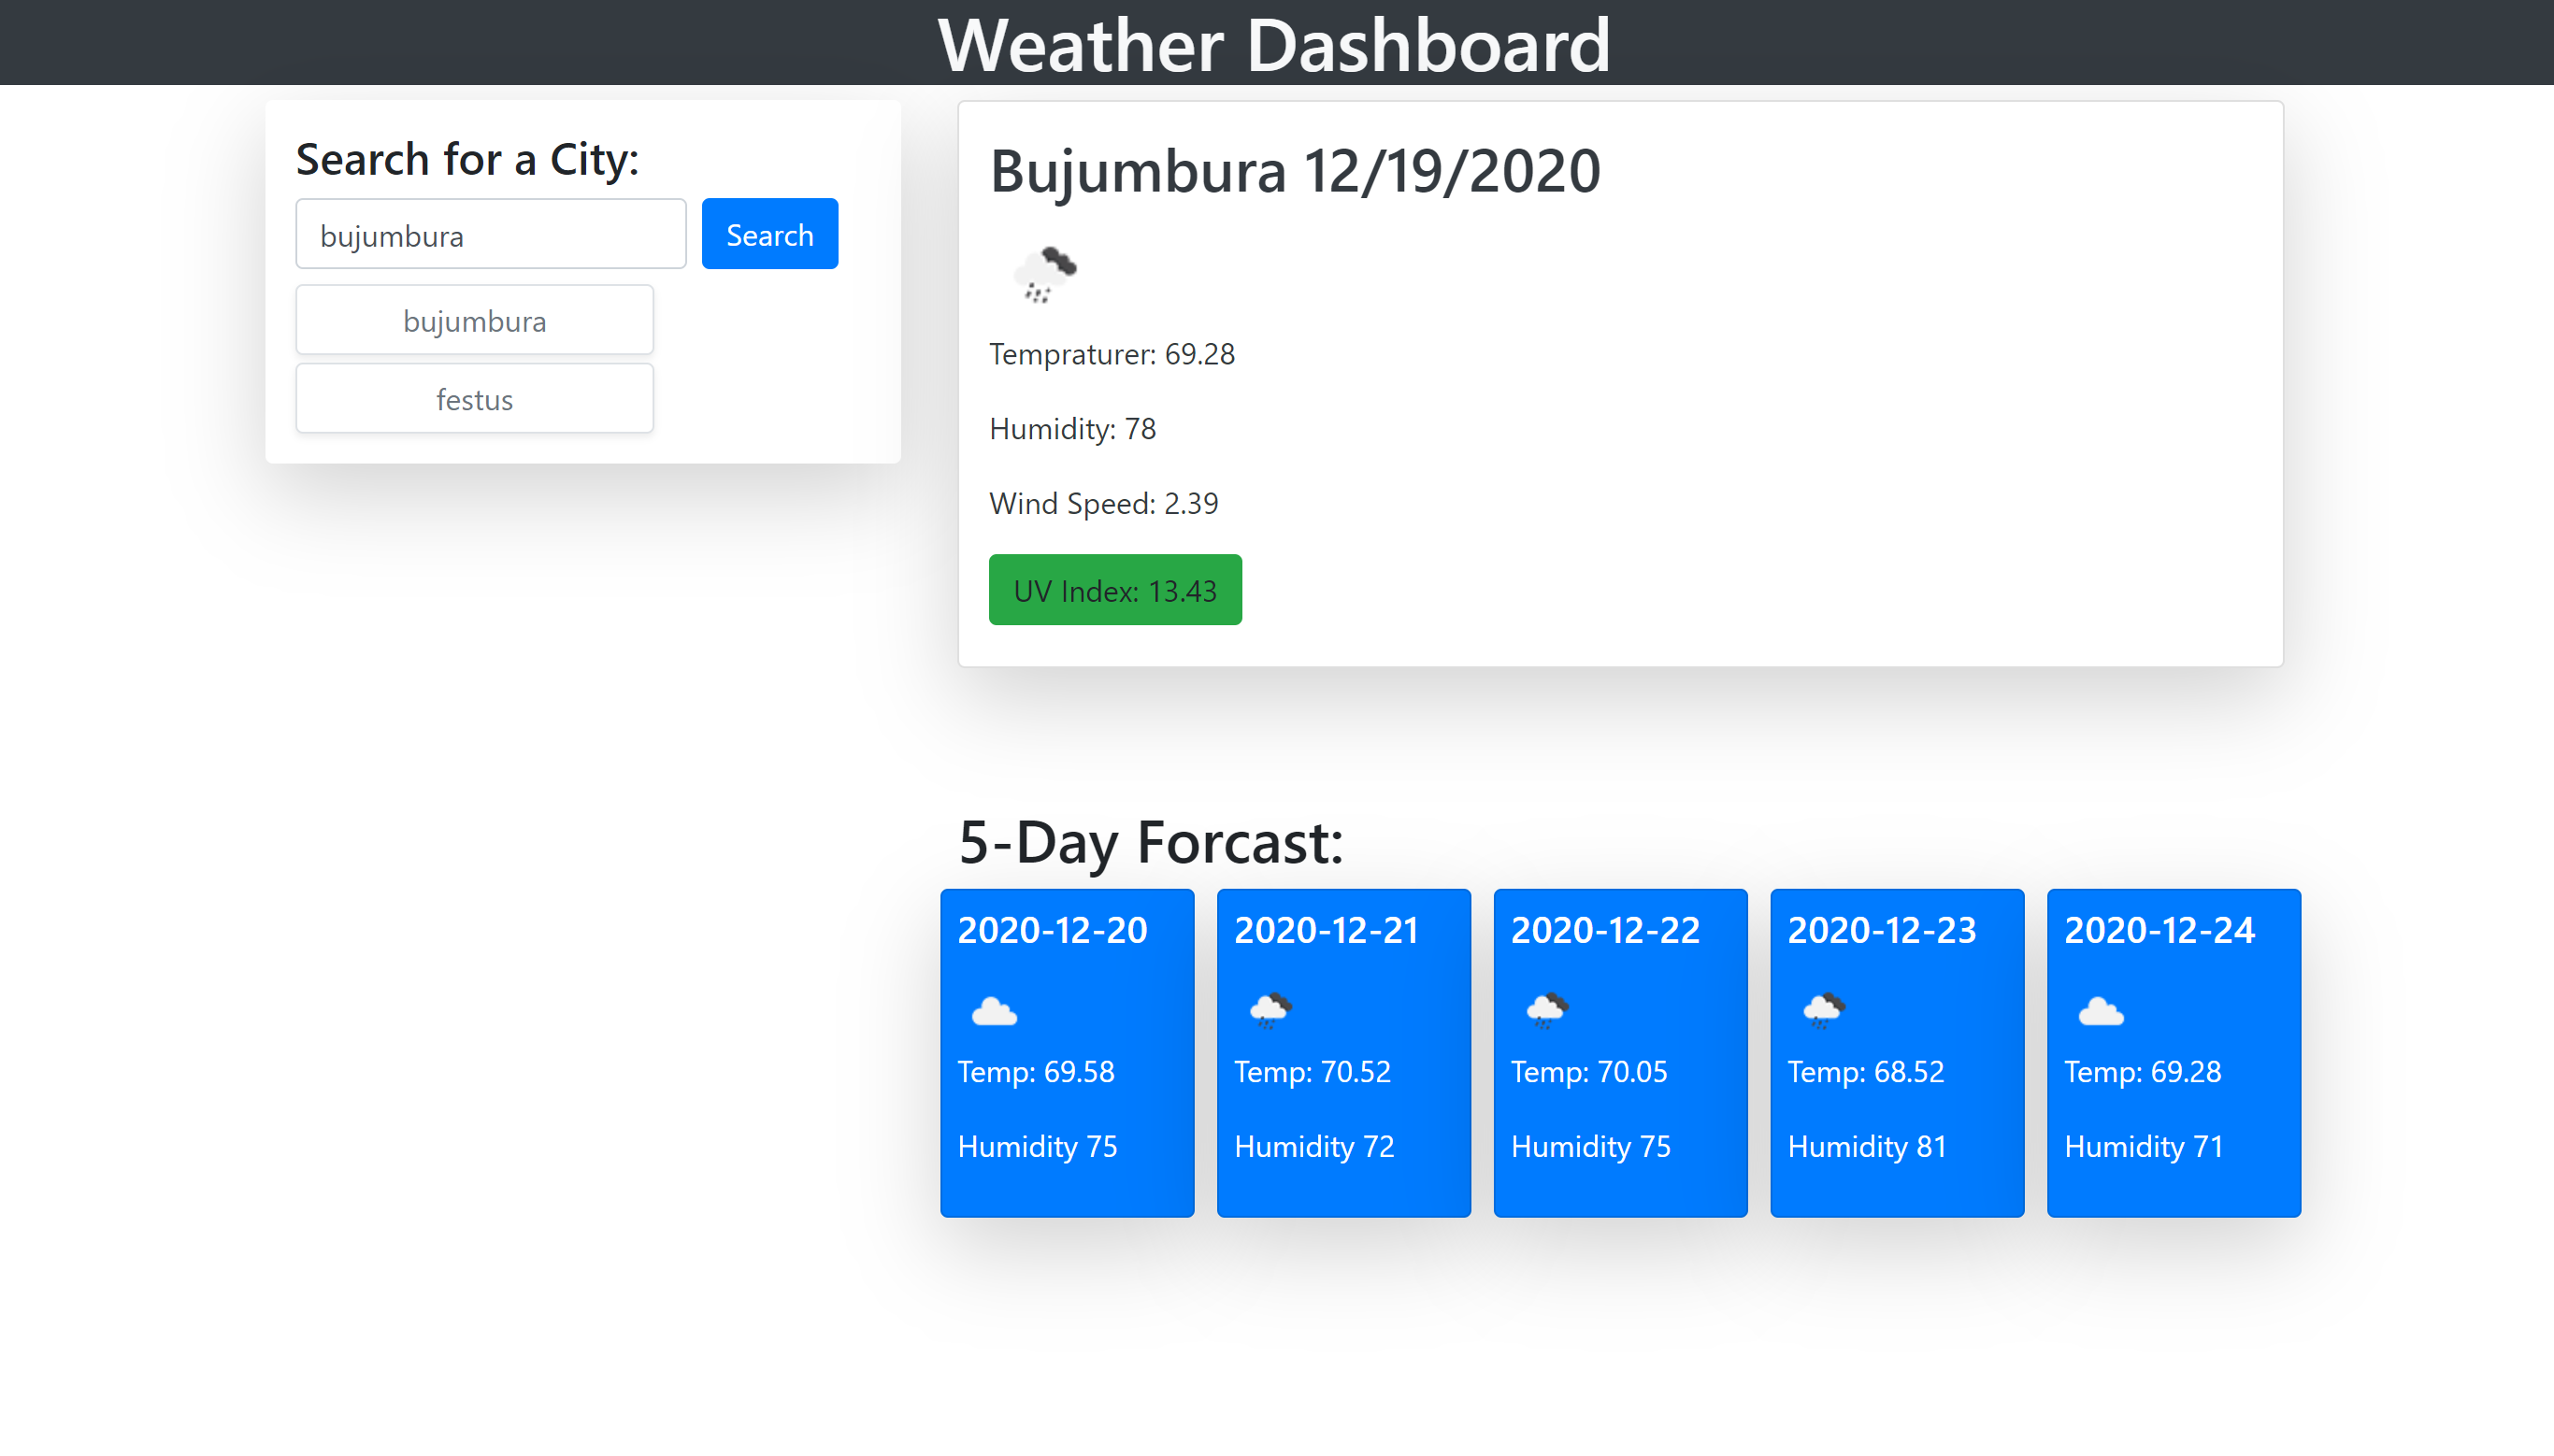 Weather Dashboard
Search for a City:
bujumbura
Search
bujumbura
festus
Bujumbura 12/19/2020
Tempraturer: 69.28
Humidity: 78
Wind Speed: 2.39
UV Index: 13.43
5-Day Forcast:
2020-12-20
Temp: 69.58
Humidity 75
2020-12-21
Temp: 70.52
Humidity 72
2020-12-22
Temp: 70.05
Humidity 75
2020-12-23
Temp: 68.52
Humidity 81
2020-12-24
Temp: 69.28
Humidity 71